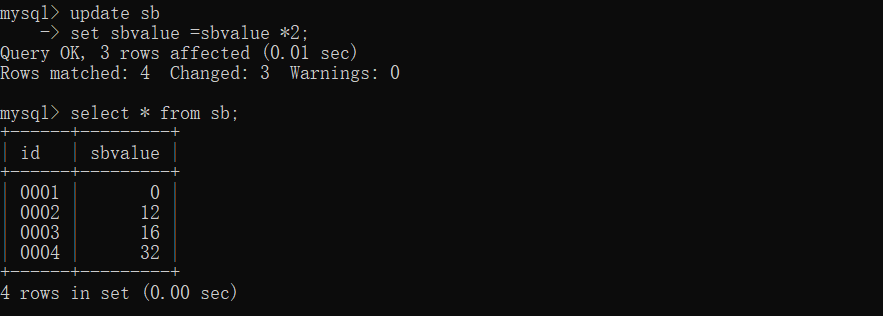 mysql> update sb
    -> set sbvalue =sbvalue *2;
Query OK, 3 rows affected (0.01 sec)
Rows matched: 4  Changed: 3  Warnings: 0

mysql> select * from sb;
+------+---------+
| id   | sbvalue |
+------+---------+
| 0001 |       0 |
| 0002 |      12 |
| 0003 |      16 |
| 0004 |      32 |
+------+---------+
4 rows in set (0.00 sec)